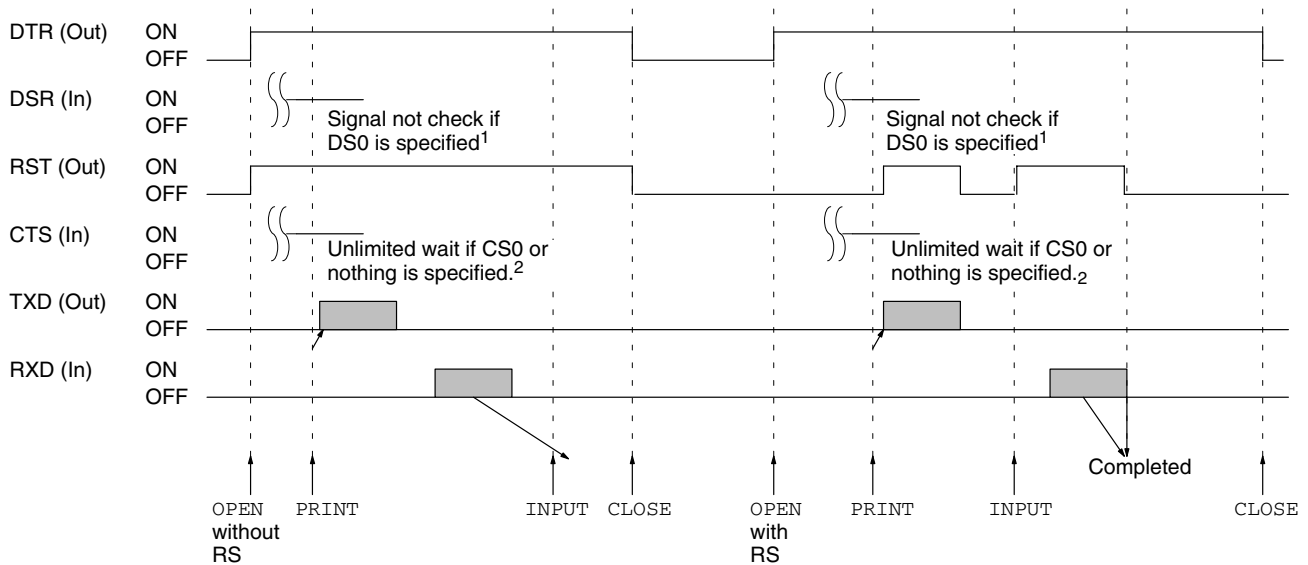 DTR (Out) ON
OFF
DSR (In) ON
OFF
Signal not check if
DS0 is specified1
Signal not check if
DS0 is specified1
RST (Out) ON
OFF
CTS (In) ON
OFF
Unlimited wait if CS0 or
nothing is specified.2
Unlimited wait if CS0 or
nothing is specified.2
TXD (Out) ON
OFF
RXD (In) ON
OFF
Completed
OPEN
without
RS
PRINT
INPUT
CLOSE
OPEN
with
RS
PRINT
INPUT
CLOSE